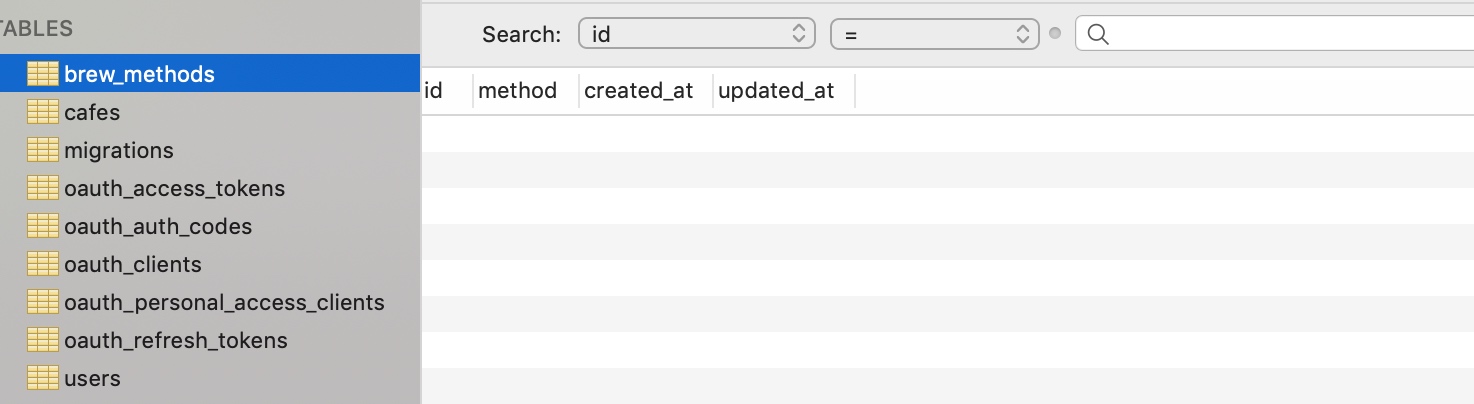 TABLES
brew_methods
cafes
migrations
oauth_access_tokens
oauth_auth_codes
oauth_clients
oauth_personal_access_clients
oauth_refresh_tokens
users
Search: id =
id method created_at updated_at